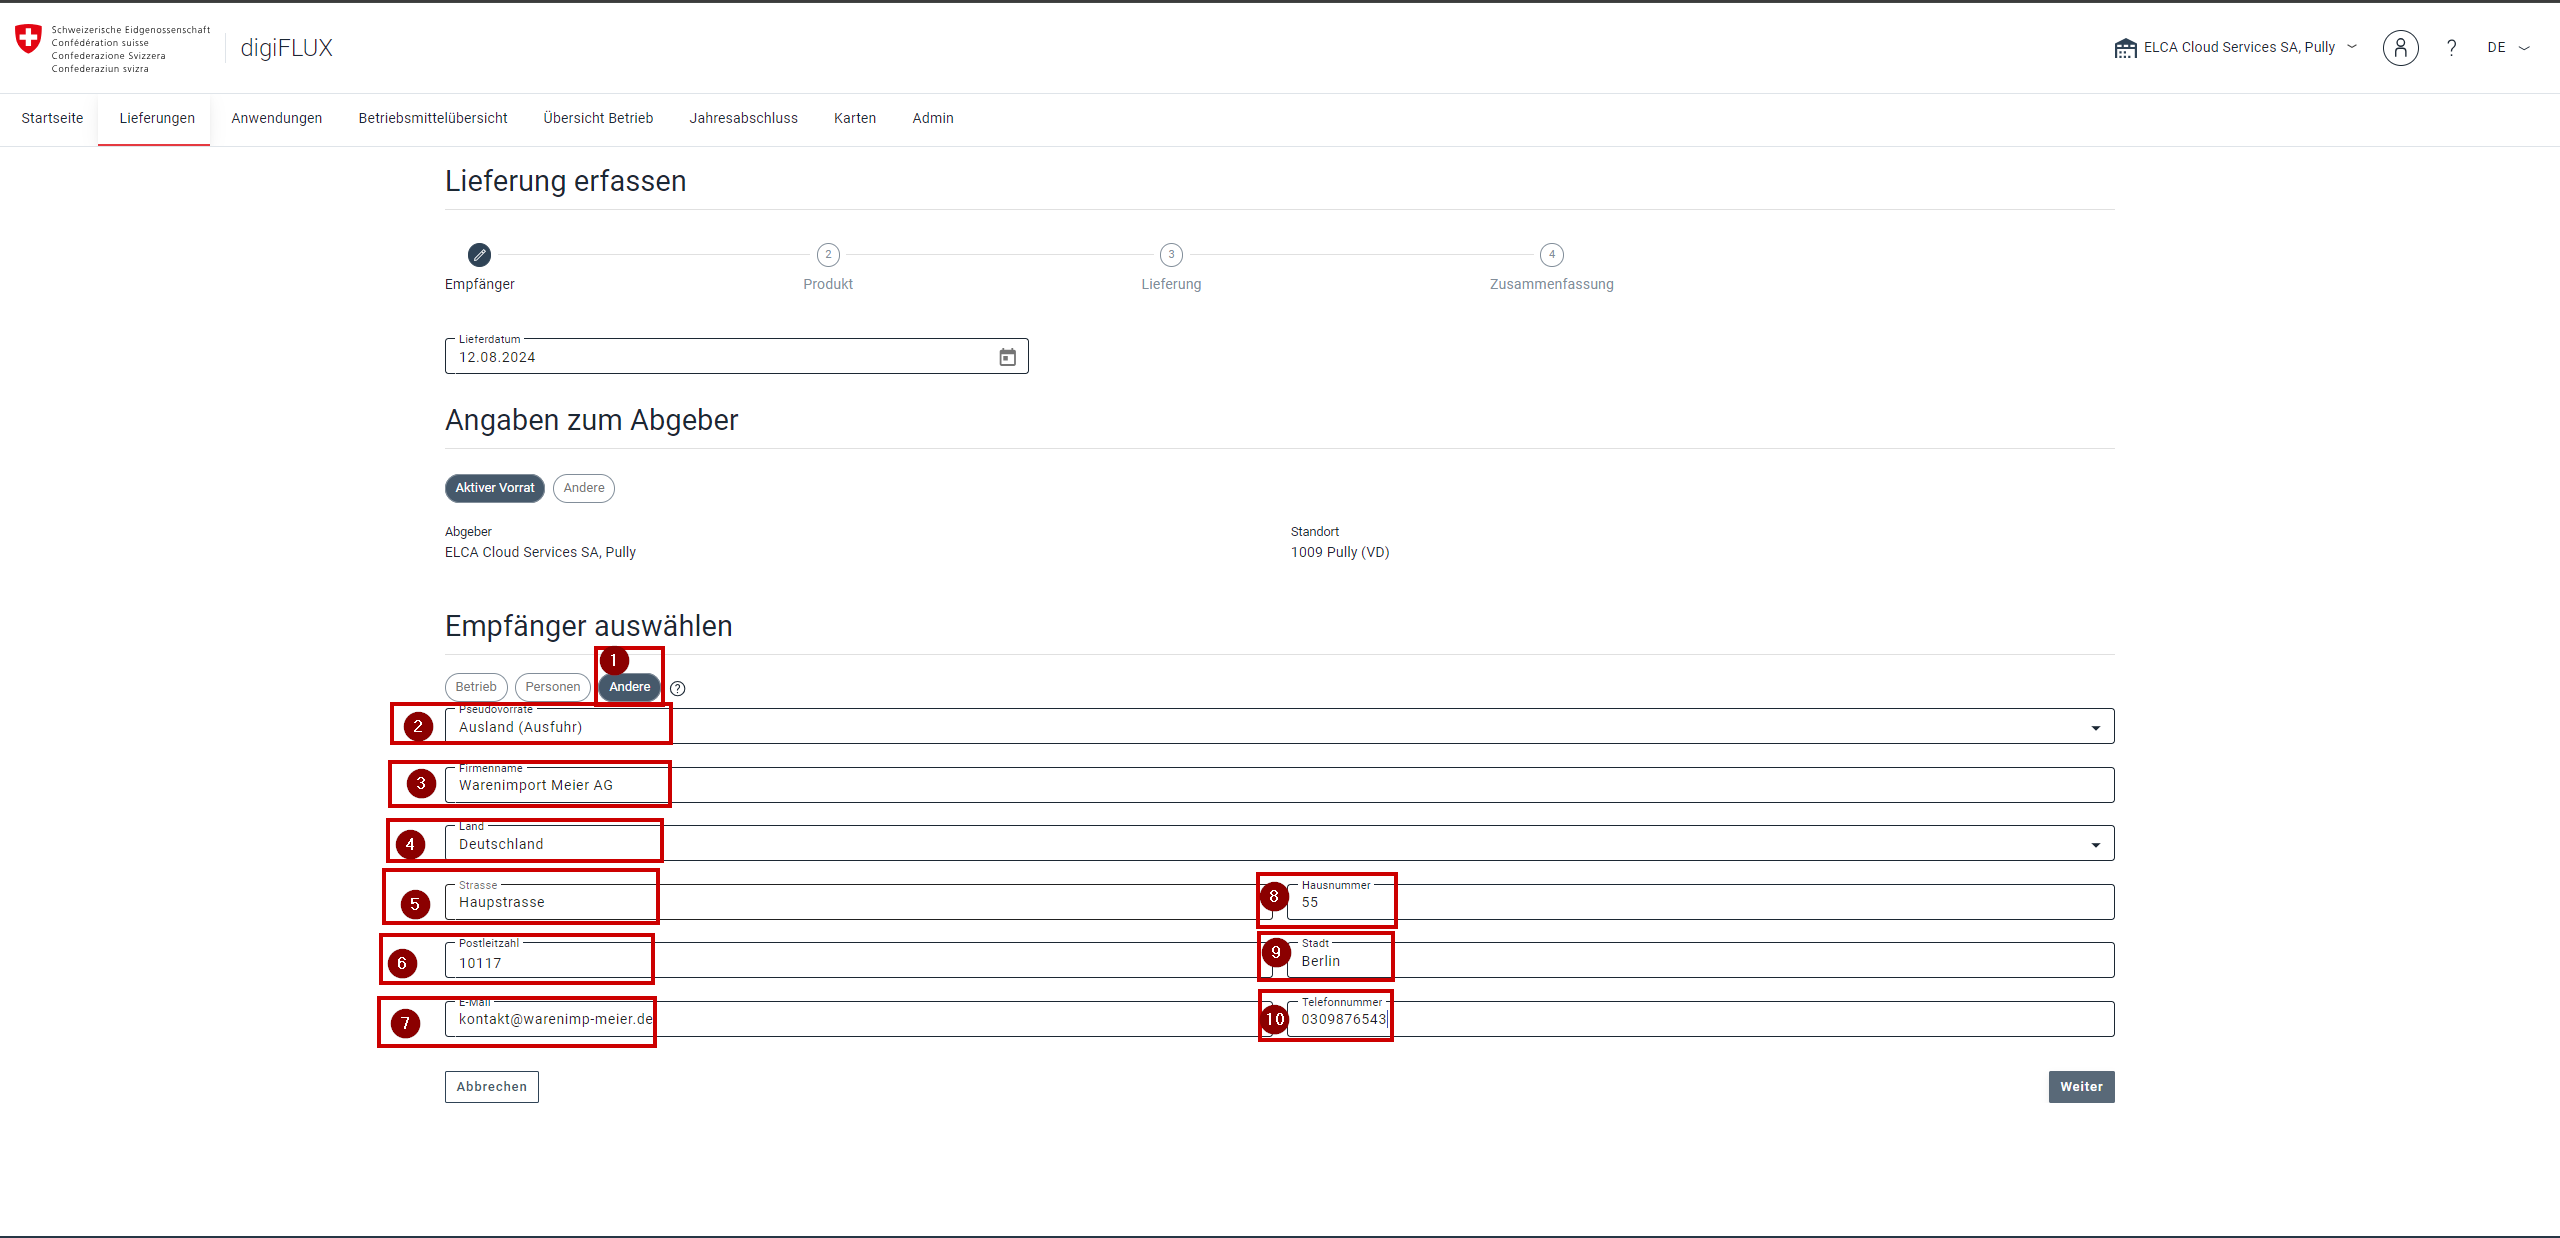 Schweizerische Eidgenossenschaft
Confédération suisse
Confederazione Svizzera
Confederaziun svizra
digiFLUX
ELCA Cloud Services SA, Pully
?
DE
Startseite
Lieferungen
Anwendungen
Betriebsmittelübersicht
Übersicht Betrieb
Jahresabschluss
Karten
Admin
Lieferung erfassen
2
3
4
Empfänger
Produkt
Lieferung
Zusammenfassung
Lieferdatum
12.08.2024
Angaben zum Abgeber
Aktiver Vorrat
Andere
Abgeber
ELCA Cloud Services SA, Pully
Standort
1009 Pully (VD)
Empfänger auswählen
1
Betrieb
Personen
Andere
?
2
Pseudovorräte
Ausland (Ausfuhr)
3
Firmenname
Warenimport Meier AG
4
Land
Deutschland
5
Strasse
Haupstrasse
8
Hausnummer
55
6
Postleitzahl
10117
9
Stadt
Berlin
7
E-Mail
kontakt@warenimp-meier.de
10
Telefonnummer
0309876543
Abbrechen
Weiter